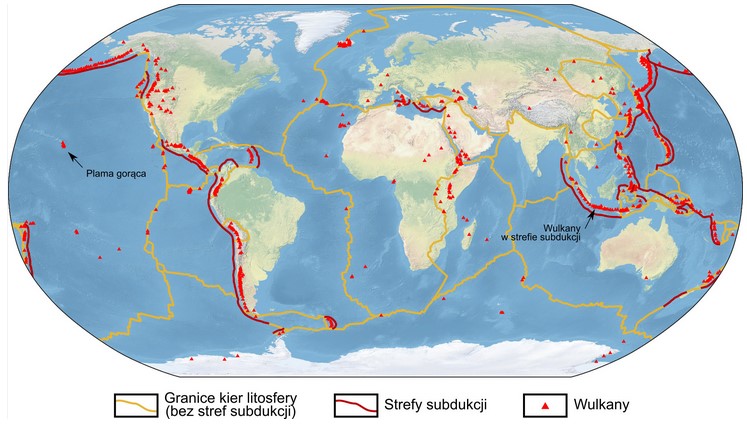 Plama gorąca
Wulkany
w strefie subdukcji
Granice kier litosfery
(bez stref subdukcji)
Strefy subdukcji
Wulkany